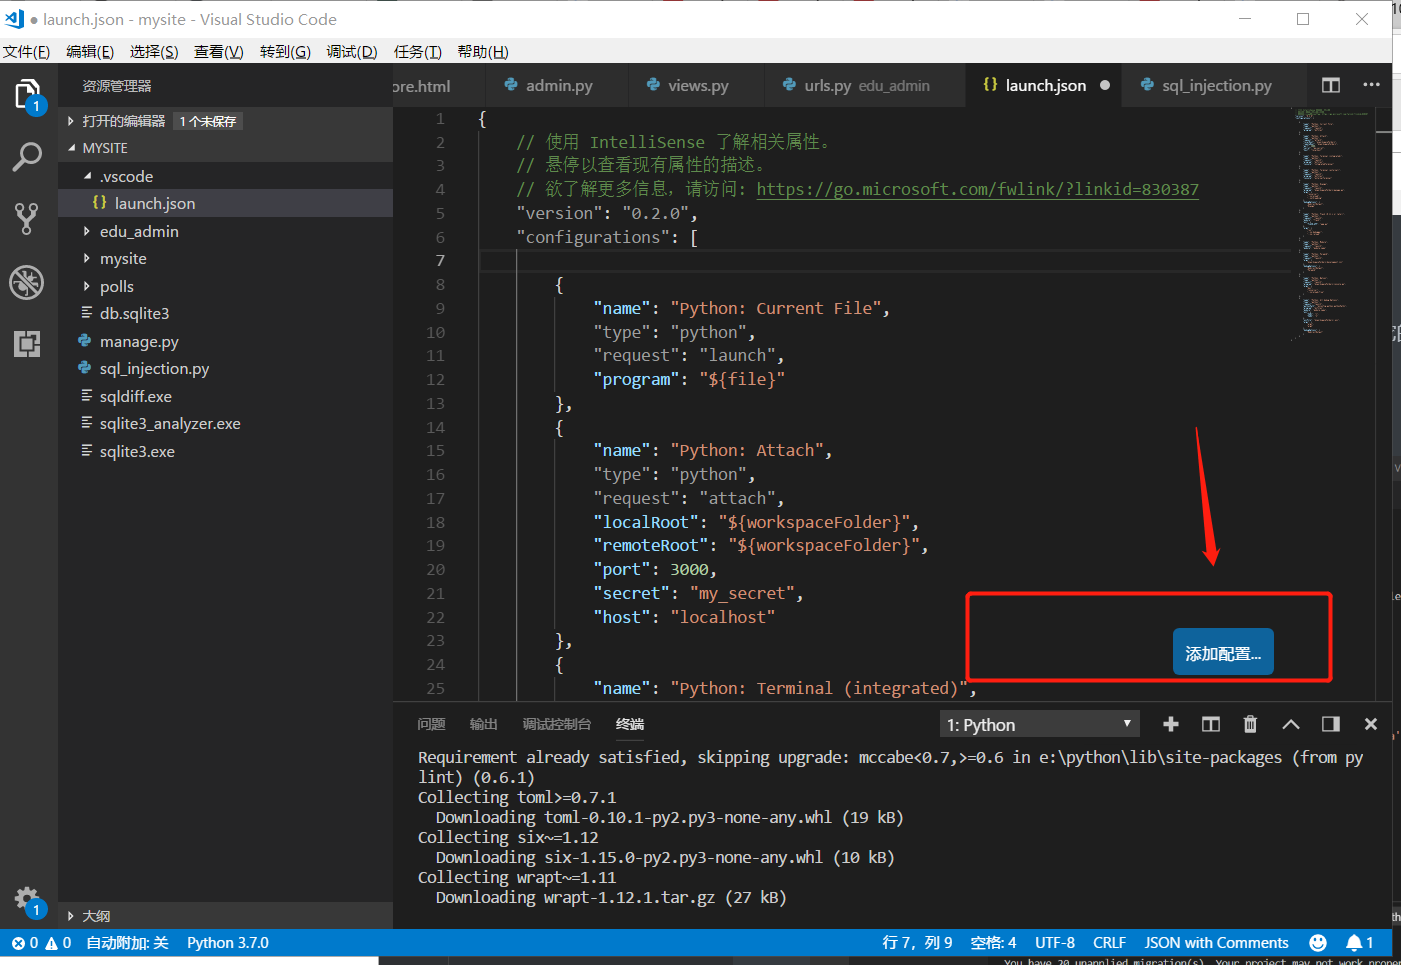 ● launch.json - mysite - Visual Studio Code
文件(F) 编辑(E) 选择(S) 查看(V) 转到(G) 调试(D) 任务(T) 帮助(H)
资源管理器
打开的编辑器 1 个未保存
MYSITE
.vscode
{} launch.json
edu_admin
mysite
polls
db.sqlite3
manage.py
sql_injection.py
sqldiff.exe
sqlite3_analyzer.exe
sqlite3.exe
大纲
1
1
ore.html admin.py views.py urls.py edu_admin {} launch.json ● sql_injection.py ···
1 {
2 // 使用 IntelliSense 了解相关属性。
3 // 悬停以查看现有属性的描述。
4 // 欲了解更多信息，请访问: https://go.microsoft.com/fwlink/?linkid=830387
5 "version": "0.2.0",
6 "configurations": [
7
8 {
9 "name": "Python: Current File",
10 "type": "python",
11 "request": "launch",
12 "program": "${file}"
13 },
14 {
15 "name": "Python: Attach",
16 "type": "python",
17 "request": "attach",
18 "localRoot": "${workspaceFolder}",
19 "remoteRoot": "${workspaceFolder}",
20 "port": 3000,
21 "secret": "my_secret",
22 "host": "localhost"
23 },
24 {
25 "name": "Python: Terminal (integrated)",
添加配置...
问题 输出 调试控制台 终端 1: Python
Requirement already satisfied, skipping upgrade: mccabe<0.7,>=0.6 in e:\python\lib\site-packages (from py
lint) (0.6.1)
Collecting toml>=0.7.1
Downloading toml-0.10.1-py2.py3-none-any.whl (19 kB)
Collecting six~=1.12
Downloading six-1.15.0-py2.py3-none-any.whl (10 kB)
Collecting wrapt~=1.11
Downloading wrapt-1.12.1.tar.gz (27 kB)
0 0 自动附加: 关 Python 3.7.0 行 7，列 9 空格: 4 UTF-8 CRLF JSON with Comments 1
You have 20 unapplied migration(s). Your project may not work prope